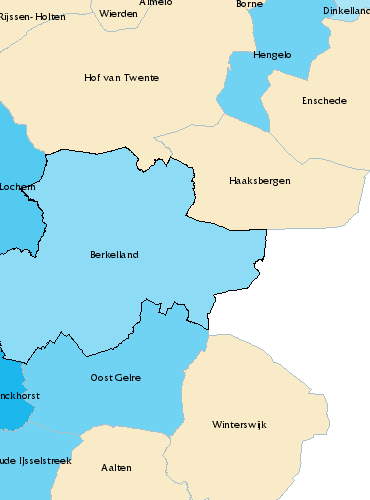 Almelo
Borne
Dinkelland
Rijssen-Holten
Wierden
Hengelo
Hof van Twente
Enschede
Haaksbergen
Lochem
Berkelland
Oost Gelre
nckhorst
Winterswijk
ude IJsselstreek
Aalten